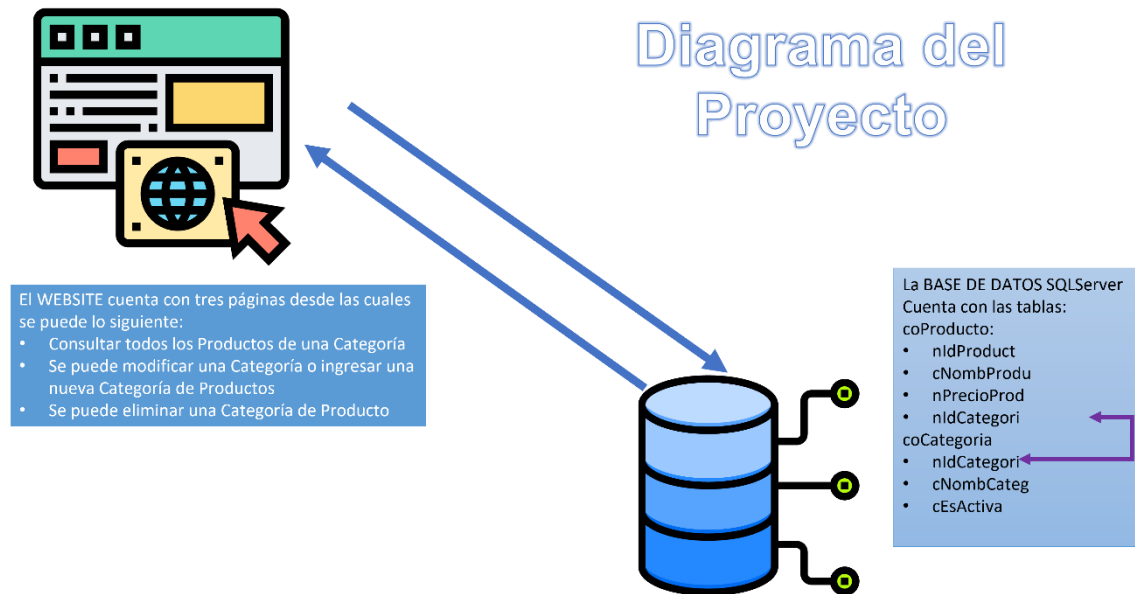 Diagrama del
Proyecto
El WEBSITE cuenta con tres páginas desde las cuales
se puede lo siguiente:
• Consultar todos los Productos de una Categoría
• Se puede modificar una Categoría o ingresar una
nueva Categoría de Productos
• Se puede eliminar una Categoría de Producto
La BASE DE DATOS SQLServer
Cuenta con las tablas:
coProducto:
• nIdProduct
• cNombProdu
• nPrecioProd
• nIdCategori
coCategoria
• nIdCategori
• cNombCateg
• cEsActiva